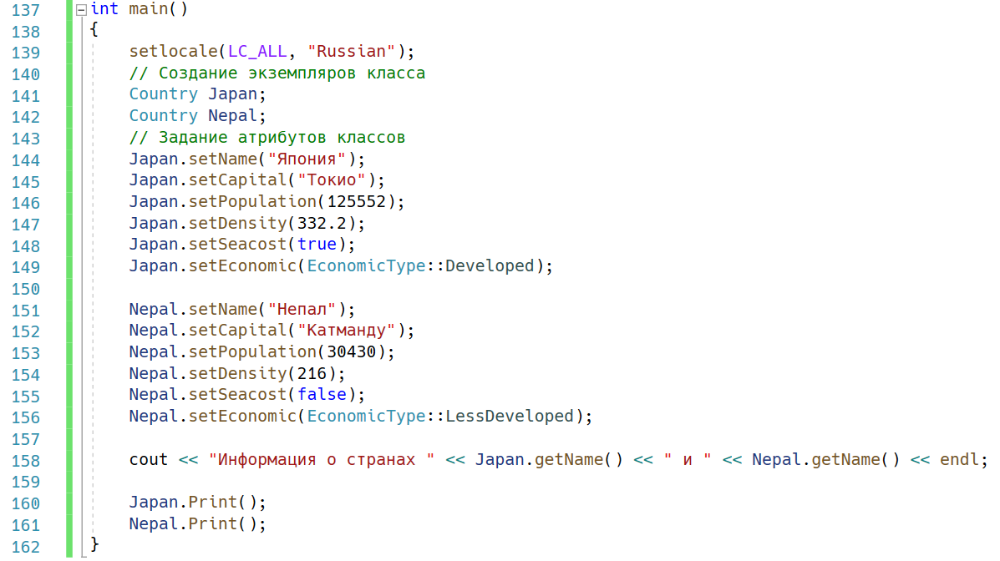 137 int main()
138 {
139 setlocale(LC_ALL, "Russian");
140 // Создание экземпляров класса
141 Country Japan;
142 Country Nepal;
143 // Задание атрибутов классов
144 Japan.setName("Япония");
145 Japan.setCapital("Токио");
146 Japan.setPopulation(125552);
147 Japan.setDensity(332.2);
148 Japan.setSeacost(true);
149 Japan.setEconomic(EconomicType::Developed);
150
151 Nepal.setName("Непал");
152 Nepal.setCapital("Катманду");
153 Nepal.setPopulation(30430);
154 Nepal.setDensity(216);
155 Nepal.setSeacost(false);
156 Nepal.setEconomic(EconomicType::LessDeveloped);
157
158 cout << "Информация о странах " << Japan.getName() << " и " << Nepal.getName() << endl;
159
160 Japan.Print();
161 Nepal.Print();
162 }